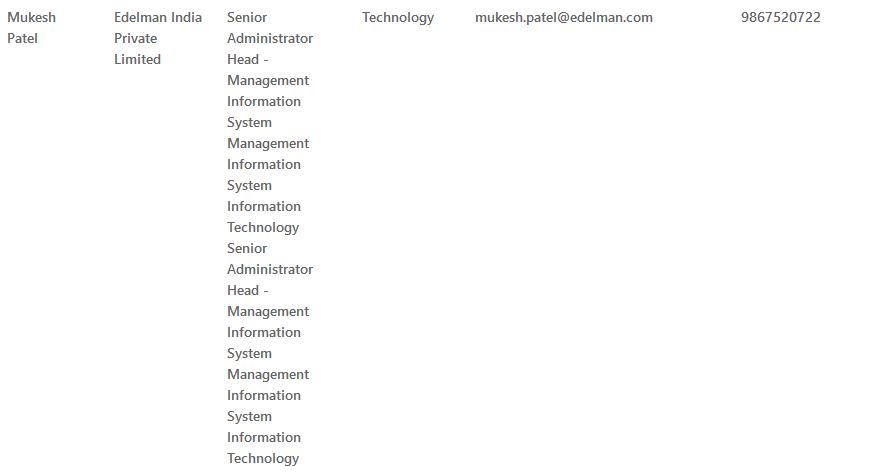 Mukesh Edelman India Senior Technology mukesh.patel@edelman.com 9867520722
Patel Private Administrator
Limited Head -
Management
Information
System
Management
Information
System
Information
Technology
Senior
Administrator
Head -
Management
Information
System
Management
Information
System
Information
Technology